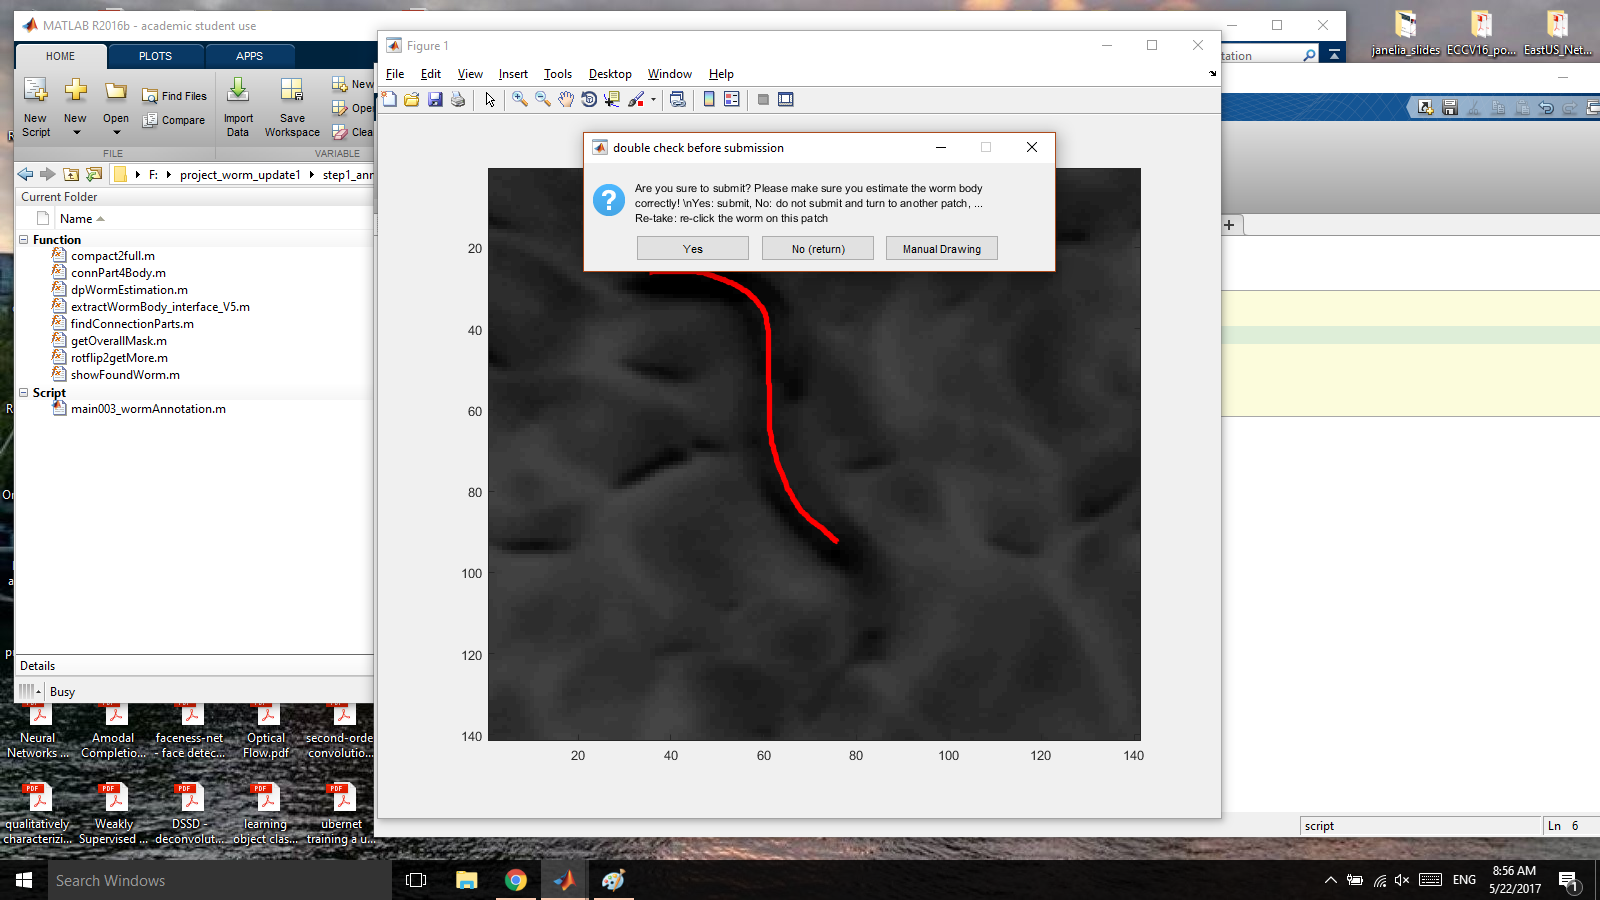 MATLAB R2016b - academic student use
HOME
PLOTS
APPS
New Script
New
Open
Find Files
Compare
Import Data
Save Workspace
New
Open
Clea
FILE
VARIABLE
F:
project_worm_update1
step1_ann
Current Folder
Name
Function
compact2full.m
connPart4Body.m
dpWormEstimation.m
extractWormBody_interface_V5.m
findConnectionParts.m
getOverallMask.m
rotflip2getMore.m
showFoundWorm.m
Script
main003_wormAnnotation.m
Details
Busy
Figure 1
File Edit View Insert Tools Desktop Window Help
double check before submission
Are you sure to submit? Please make sure you estimate the worm body
correctly! \nYes: submit, No: do not submit and turn to another patch, ...
Re-take: re-click the worm on this patch
Yes
No (return)
Manual Drawing
20
40
60
80
100
120
140
20 40 60 80 100 120 140
tation
janelia_slides
ECCV16_po...
EastUS_Net...
script
Ln 6
Neural
Networks ...
Amodal
Completio...
faceness-net
- face detec...
Optical
Flow.pdf
second-orde
convolutio...
qualitatively
characterizi...
Weakly
Supervised ...
DSSD -
deconvolut...
learning
object clas...
ubernet
training a u...
Search Windows
ENG
8:56 AM
5/22/2017
1